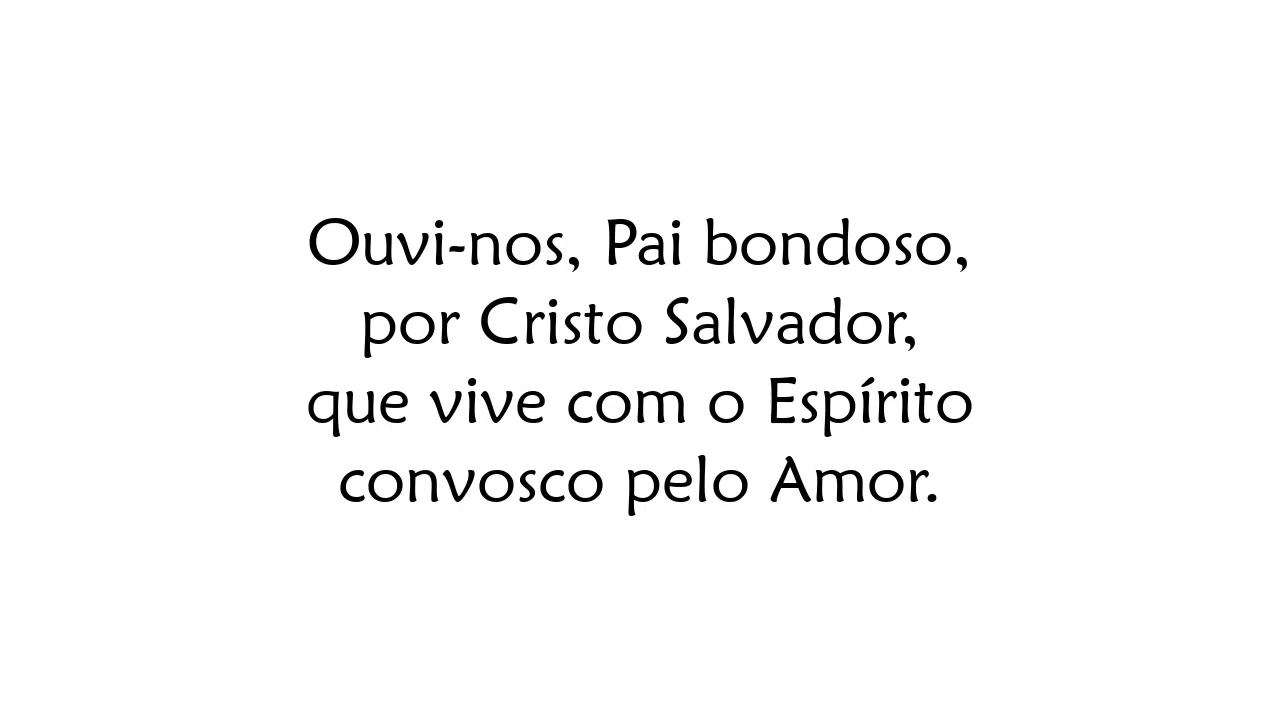 Ouvi-nos, Pai bondoso,
por Cristo Salvador,
que vive com o Espírito
convosco pelo Amor.